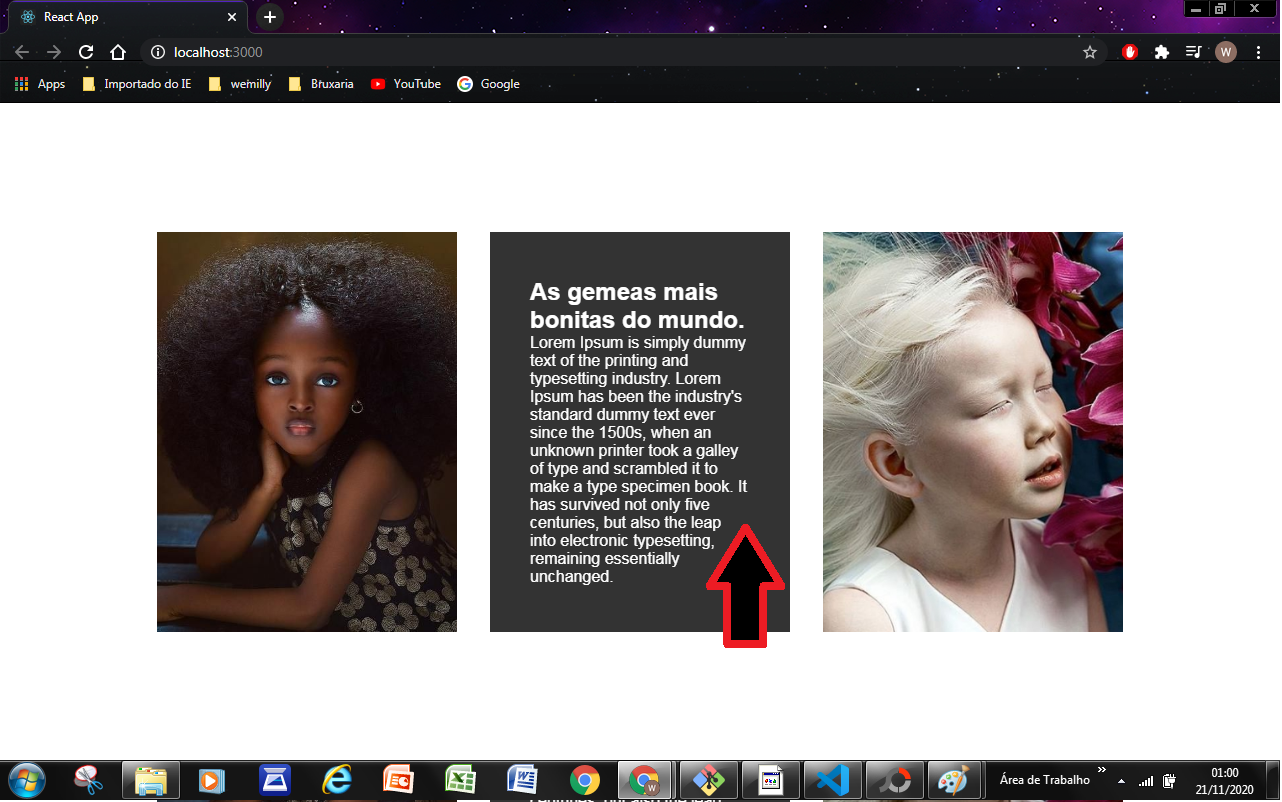 React App
localhost:3000
W
Apps
Importado do IE
wemilly
Bruxaria
YouTube
Google
As gemeas mais
bonitas do mundo.
Lorem Ipsum is simply dummy
text of the printing and
typesetting industry. Lorem
Ipsum has been the industry's
standard dummy text ever
since the 1500s, when an
unknown printer took a galley
of type and scrambled it to
make a type specimen book. It
has survived not only five
centuries, but also the leap
into electronic typesetting,
remaining essentially
unchanged.
Área de Trabalho
01:00
21/11/2020